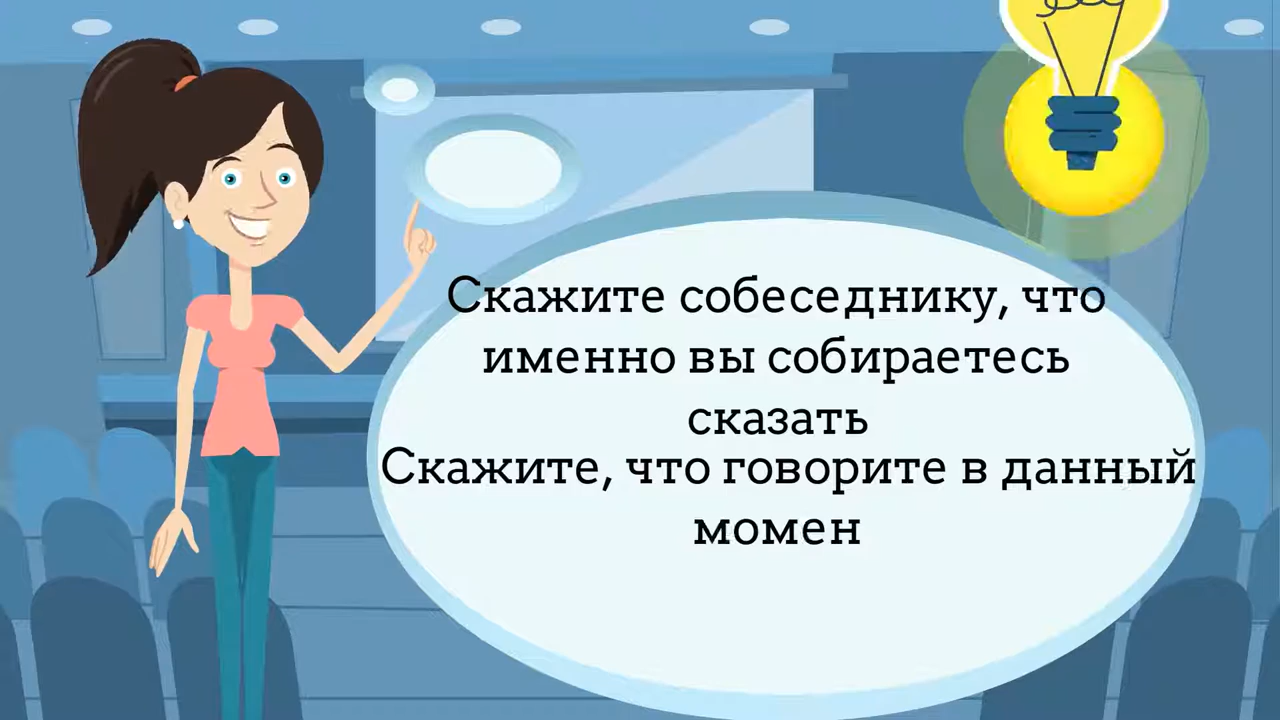 Скажите собеседнику, что
именно вы собираетесь
сказать
Скажите, что говорите в данный
момен